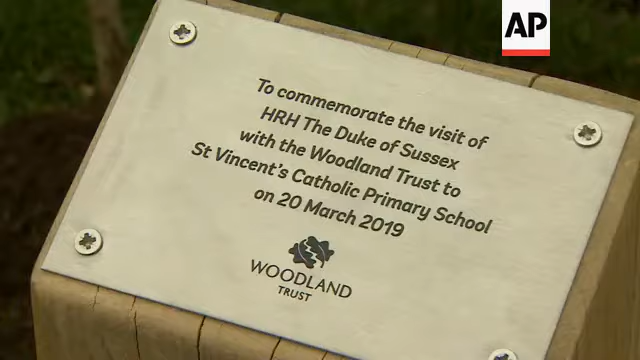 AP
To commemorate the visit of
HRH The Duke of Sussex
with the Woodland Trust to
St Vincent's Catholic Primary School
on 20 March 2019
WOODLAND
TRUST